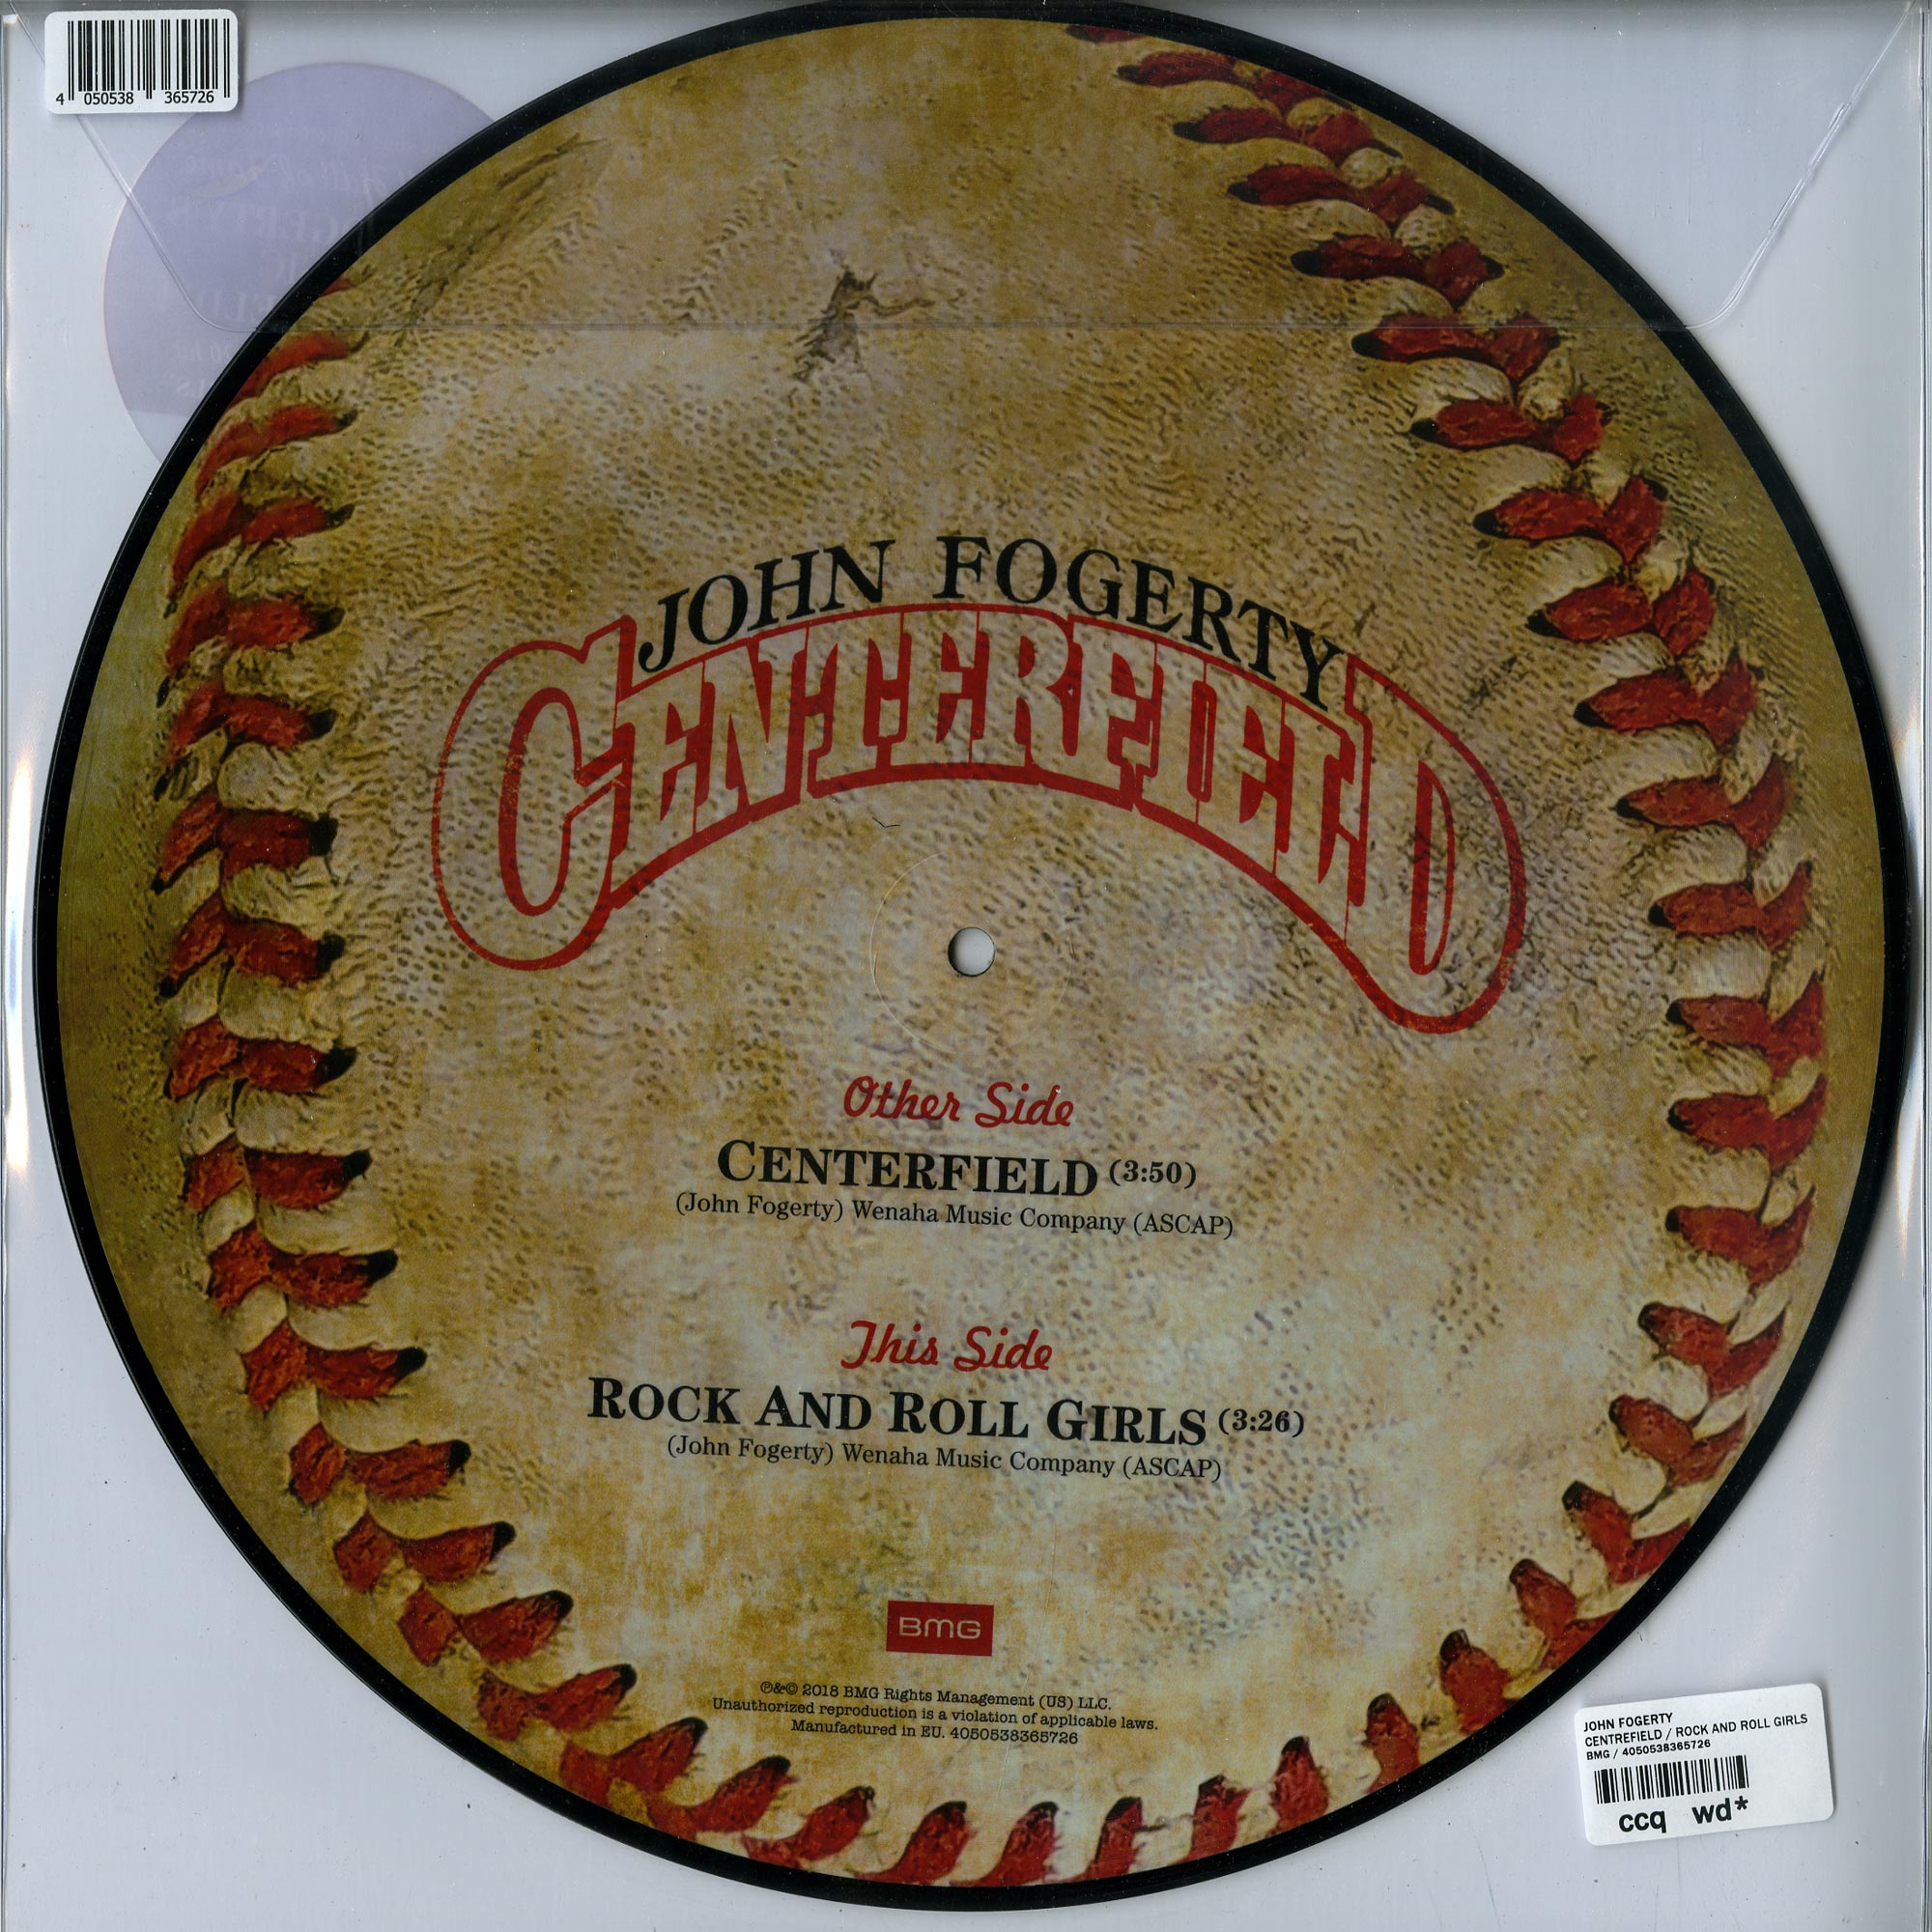 4 050538 365726
JOHN FOGERTY
CENTERFIELD
Other Side
CENTERFIELD (3:50)
(John Fogerty) Wenaha Music Company (ASCAP)
This Side
ROCK AND ROLL GIRLS (3:26)
(John Fogerty) Wenaha Music Company (ASCAP)
BMG
℗&© 2018 BMG Rights Management (US) LLC.
Unauthorized reproduction is a violation of applicable laws.
Manufactured in EU. 4050538365726
JOHN FOGERTY
CENTREFIELD / ROCK AND ROLL GIRLS
BMG / 4050538365726
ccq wd*